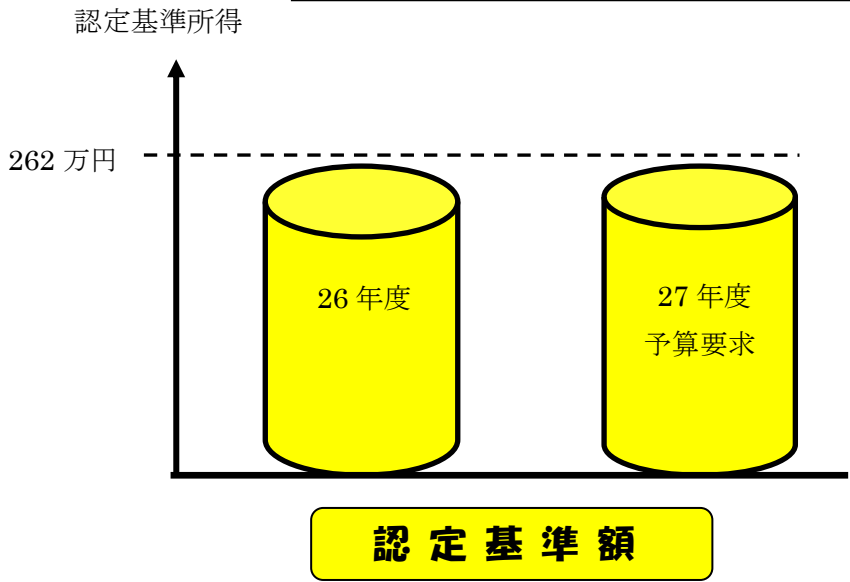 認定基準所得
262 万円
26 年度
27 年度
予算要求
認定基準額